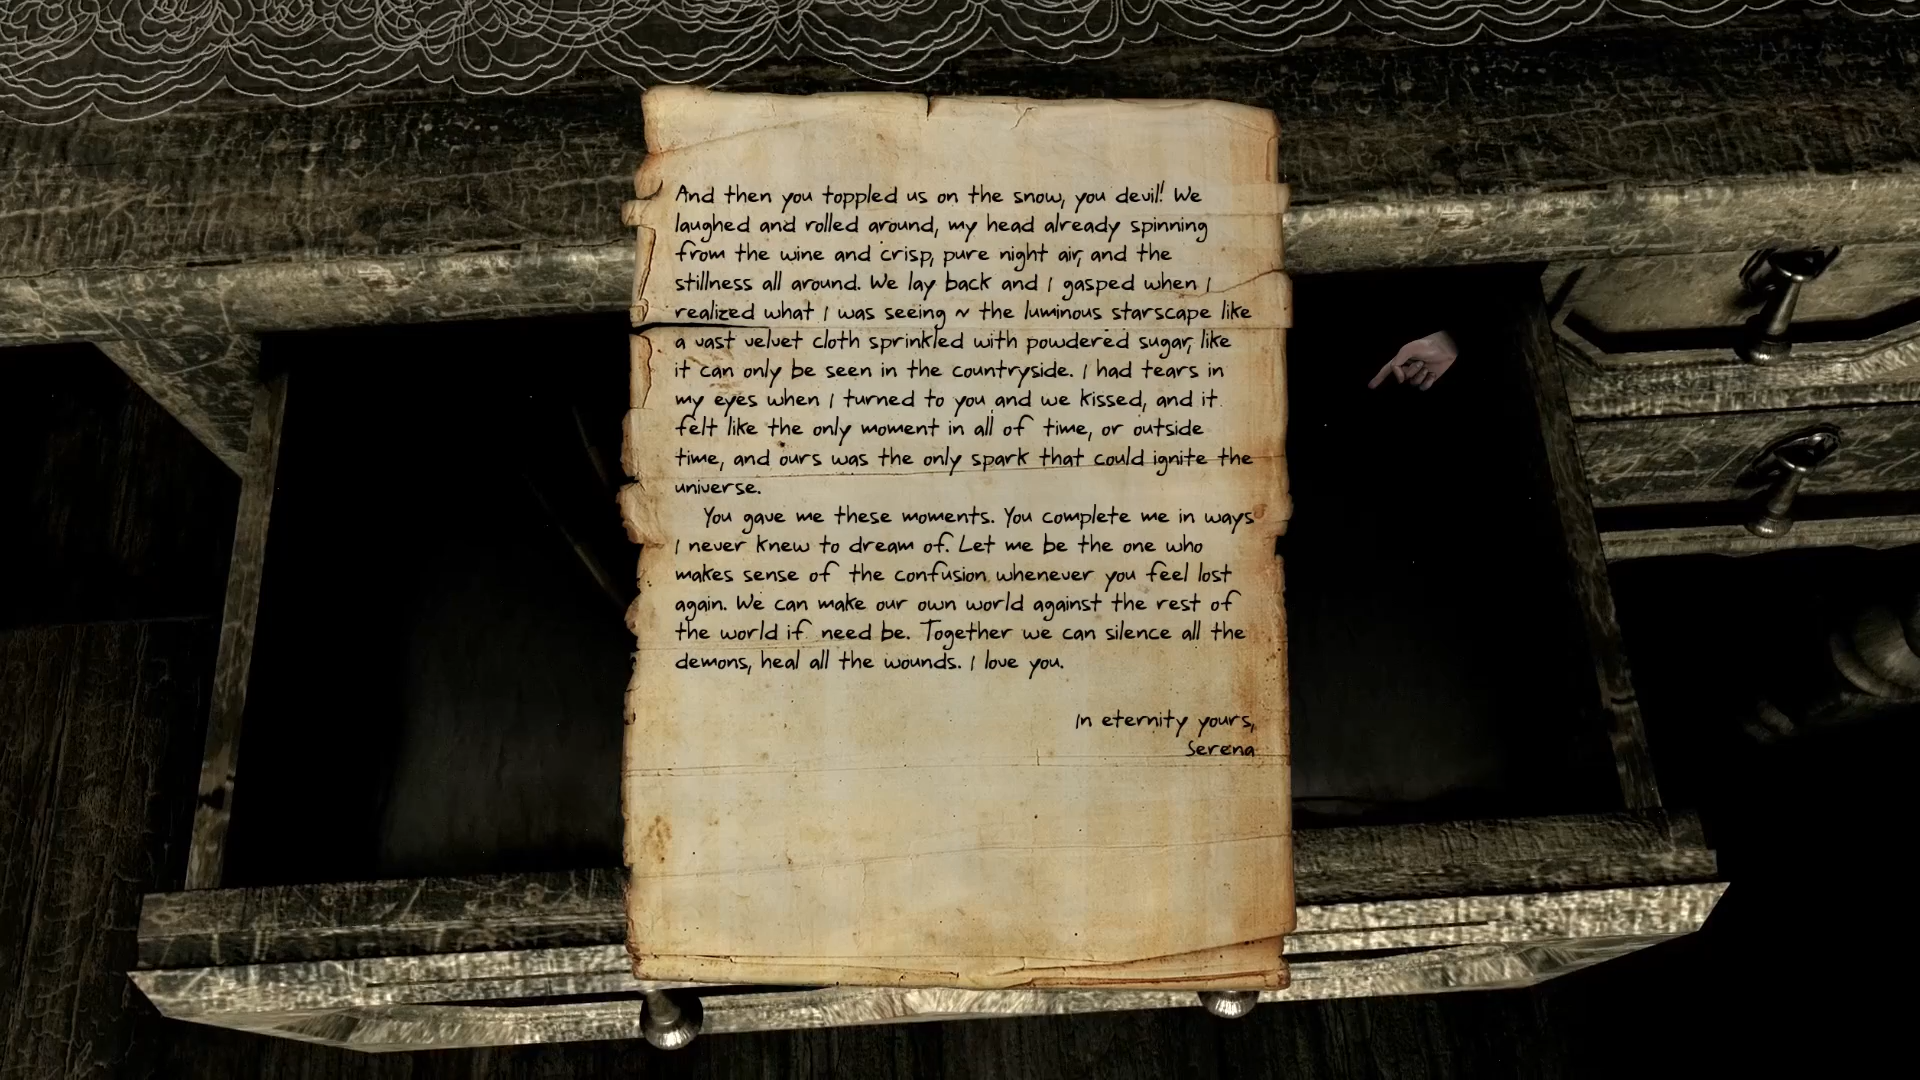 And then you toppled us on the snow, you devil! We
laughed and rolled around, my head already spinning
from the wine and crisp, pure night air, and the
stillness all around. We lay back and I gasped when I
realized what I was seeing ~ the luminous starscape like
a vast velvet cloth sprinkled with powdered sugar, like
it can only be seen in the countryside. I had tears in
my eyes when I turned to you and we kissed, and it
felt like the only moment in all of time, or outside
time, and ours was the only spark that could ignite the
universe.
You gave me these moments. You complete me in ways
I never knew to dream of. Let me be the one who
makes sense of the confusion whenever you feel lost
again. We can make our own world against the rest of
the world if need be. Together we can silence all the
demons, heal all the wounds. I love you.
In eternity yours,
Serena